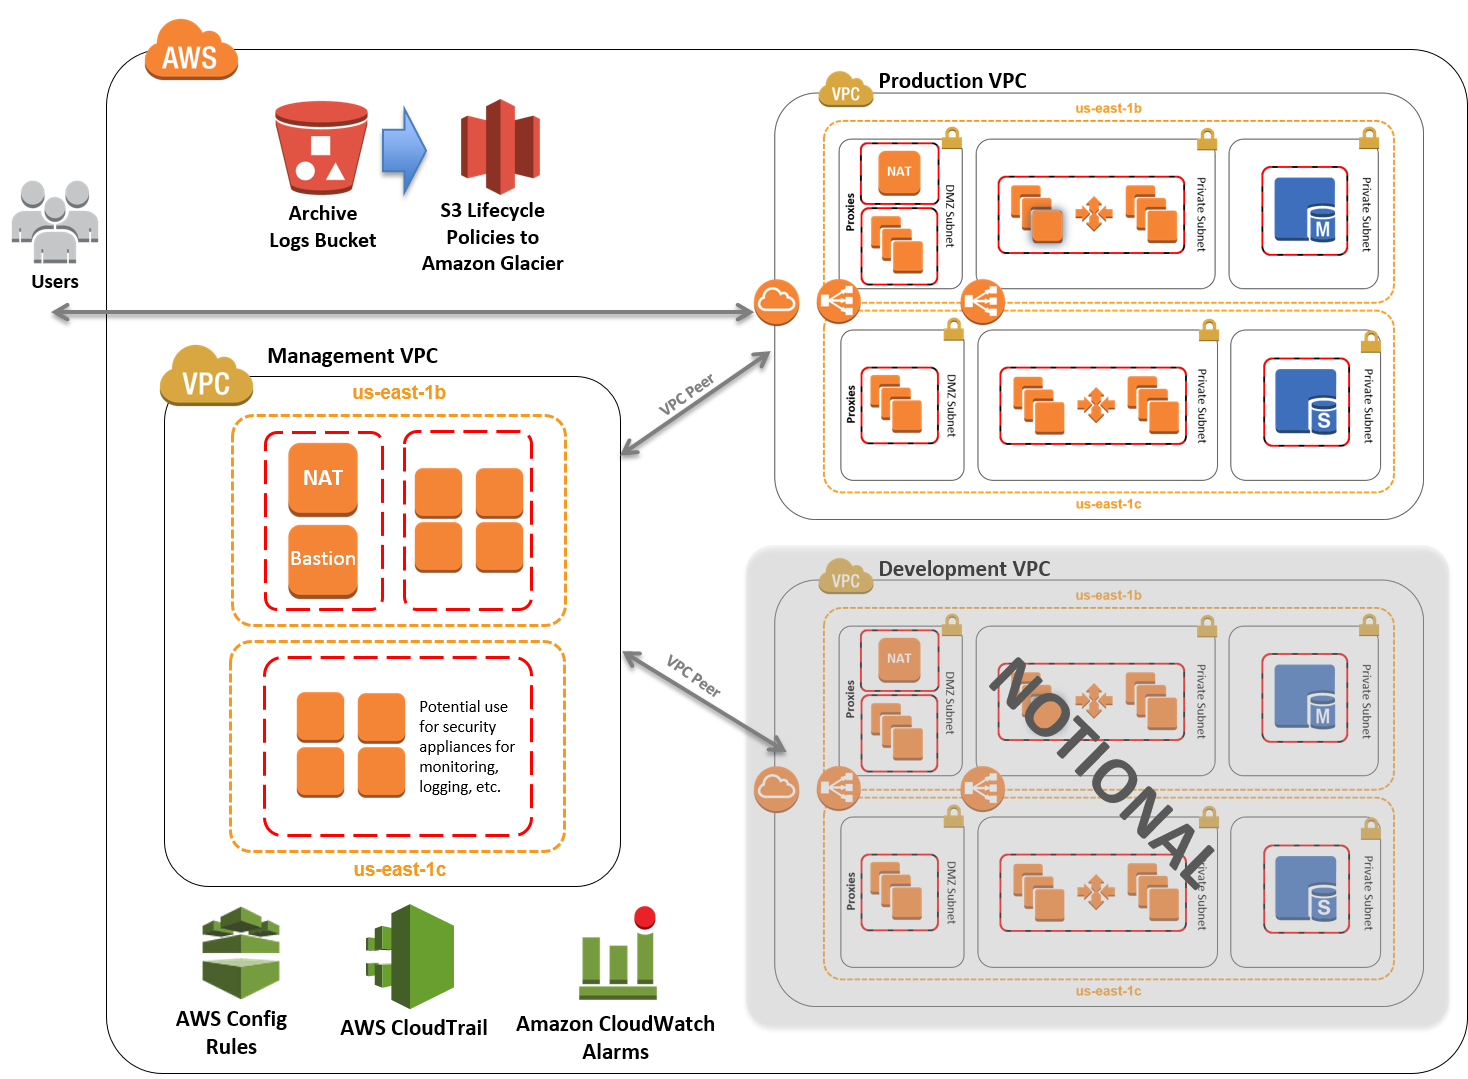 AWS
Archive
Logs Bucket
S3 Lifecycle
Policies to
Amazon Glacier
Users
VPC
Management VPC
us-east-1b
NAT
Bastion
Potential use
for security
appliances for
monitoring,
logging, etc.
us-east-1c
AWS Config
Rules
AWS CloudTrail
Amazon CloudWatch
Alarms
VPC Peer
VPC Peer
VPC
Production VPC
us-east-1b
Proxies
NAT
DMZ Subnet
Private Subnet
M
Private Subnet
Proxies
DMZ Subnet
Private Subnet
S
Private Subnet
us-east-1c
VPC
Development VPC
us-east-1b
Proxies
NAT
DMZ Subnet
Private Subnet
M
Private Subnet
NOTIONAL
Proxies
DMZ Subnet
Private Subnet
S
Private Subnet
us-east-1c